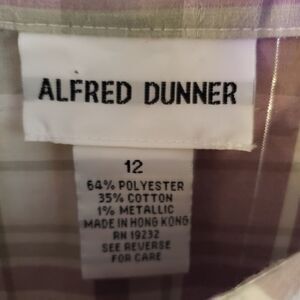 ALFRED DUNNER
12
64% POLYESTER
35% COTTON
1% METALLIC
MADE IN HONG KONG
RN 19232
SEE REVERSE
FOR CARE